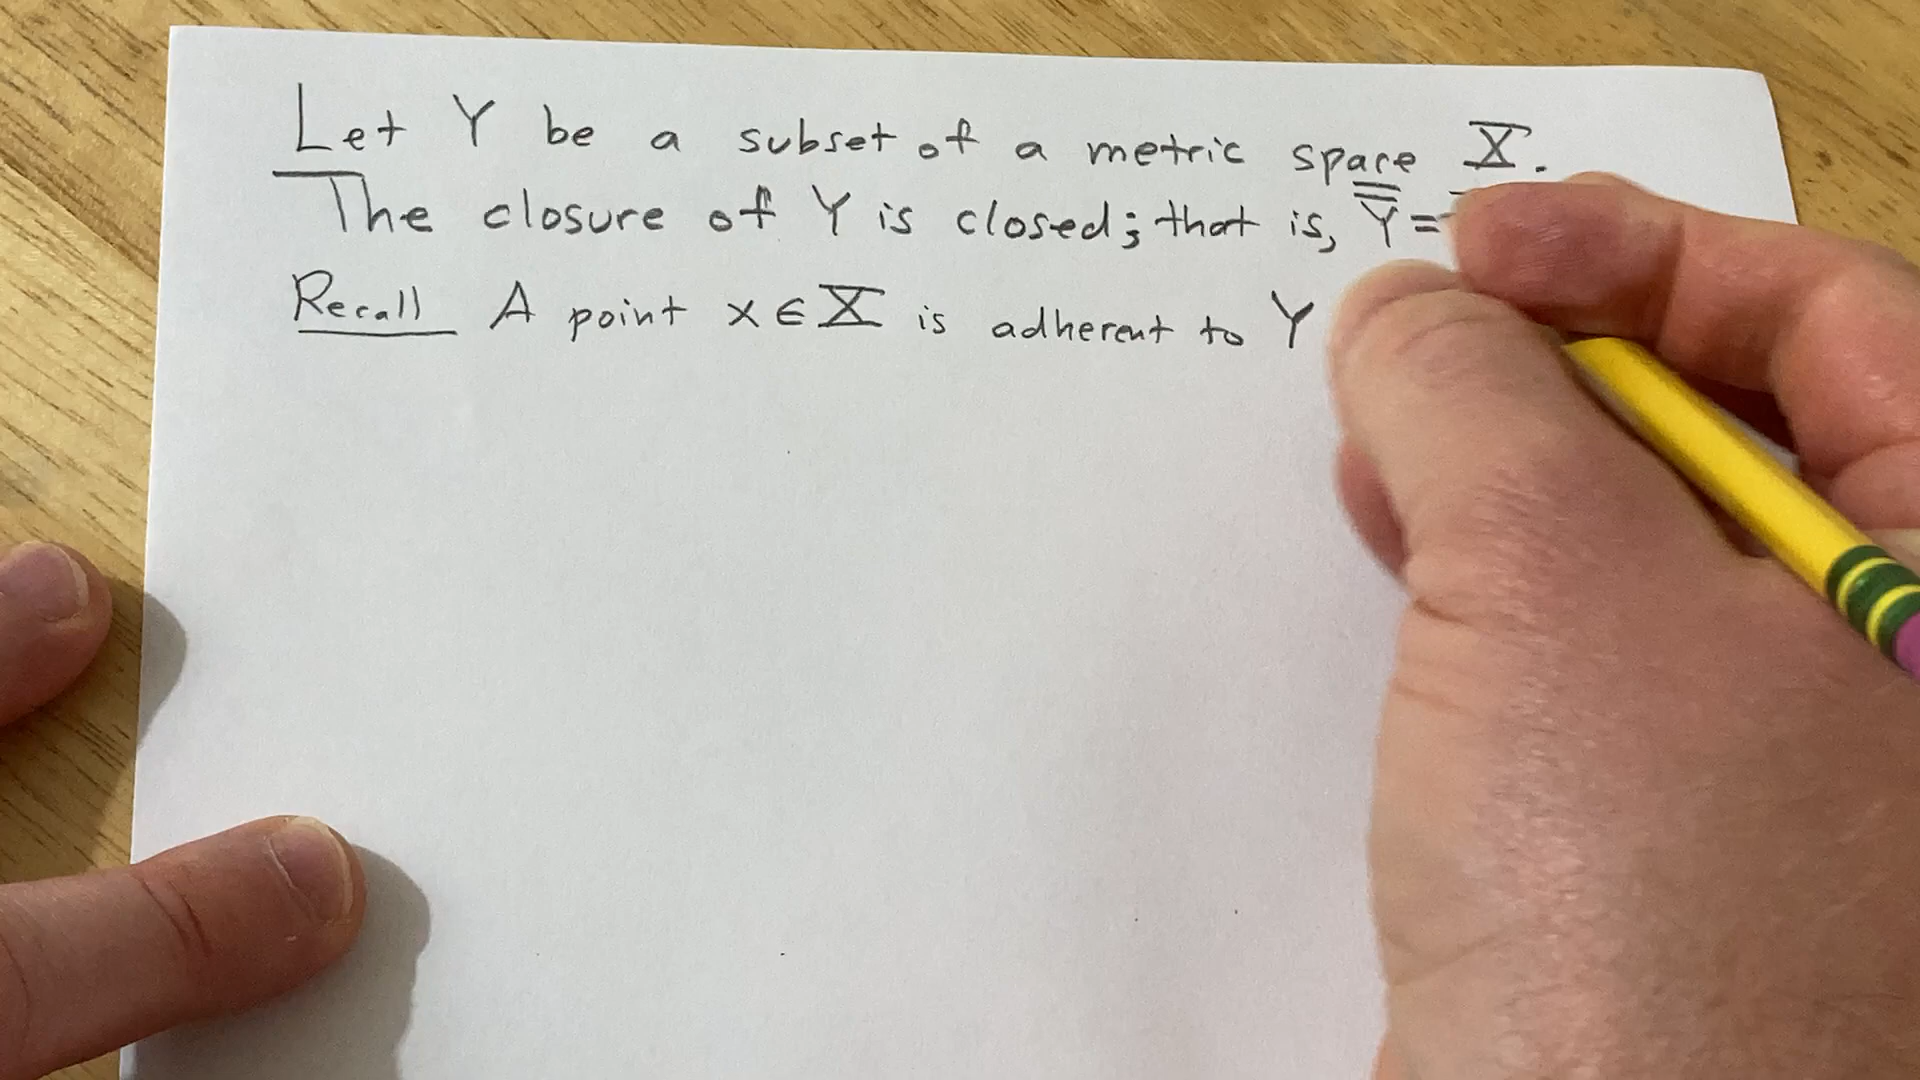 Let Y be a subset of a metric space X.
The closure of Y is closed; that is, Y̿ =
Recall A point x ∈ X is adherent to Y